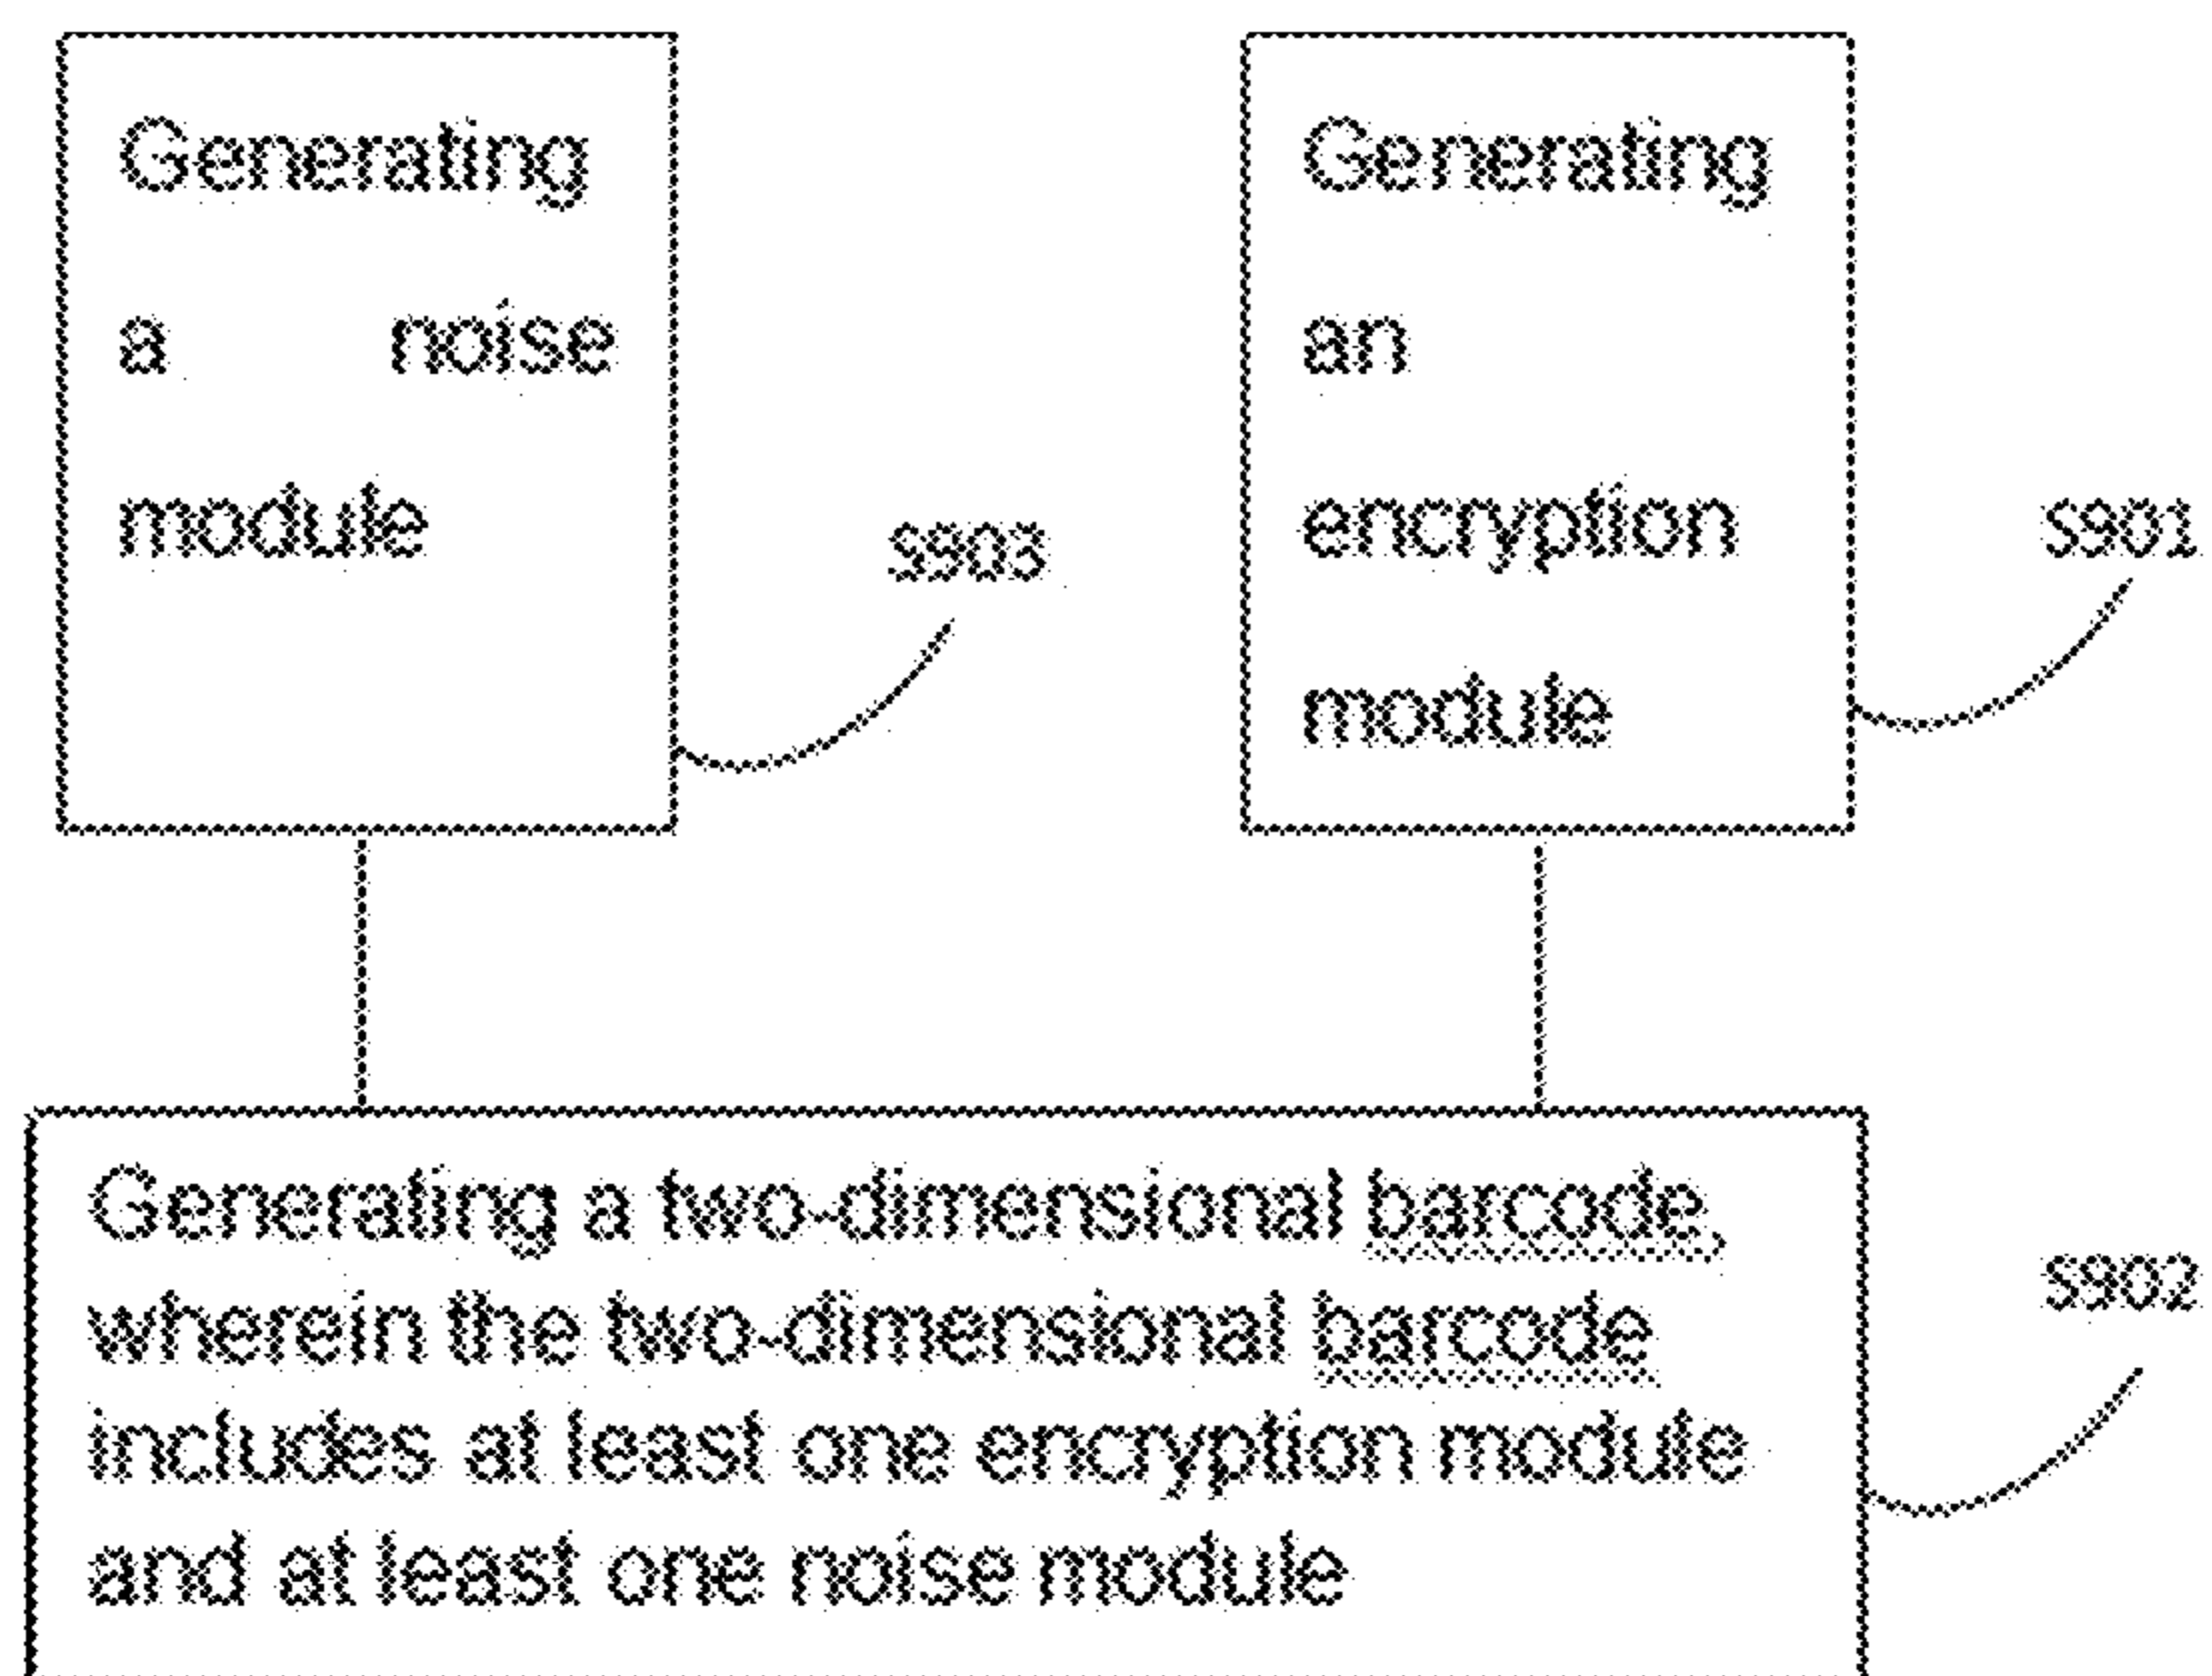 Generating
a noise
module
S903
Generating
an
encryption
module
S901
Generating a two-dimensional barcode,
wherein the two-dimensional barcode
includes at least one encryption module
and at least one noise module
S902